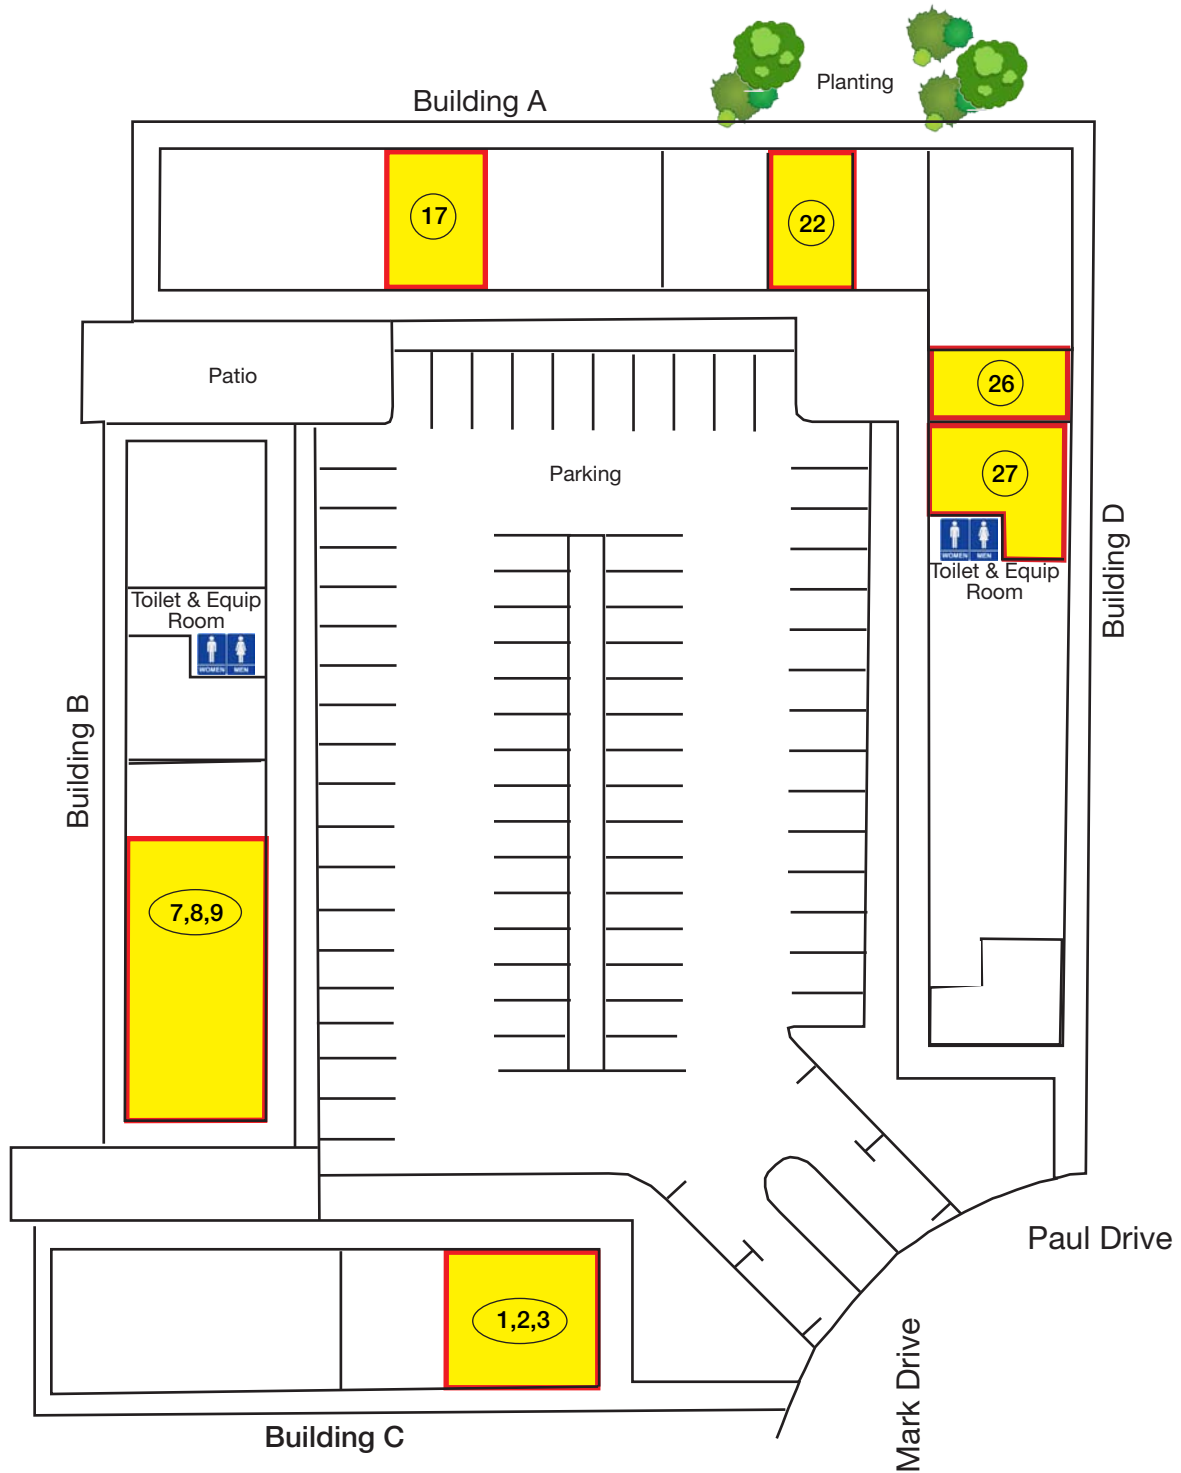 Planting
Building A
17
22
Patio
26
Parking
27
WOMEN MEN
Toilet & Equip
Room
Building D
Toilet & Equip
Room
WOMEN MEN
Building B
7,8,9
Paul Drive
1,2,3
Mark Drive
Building C